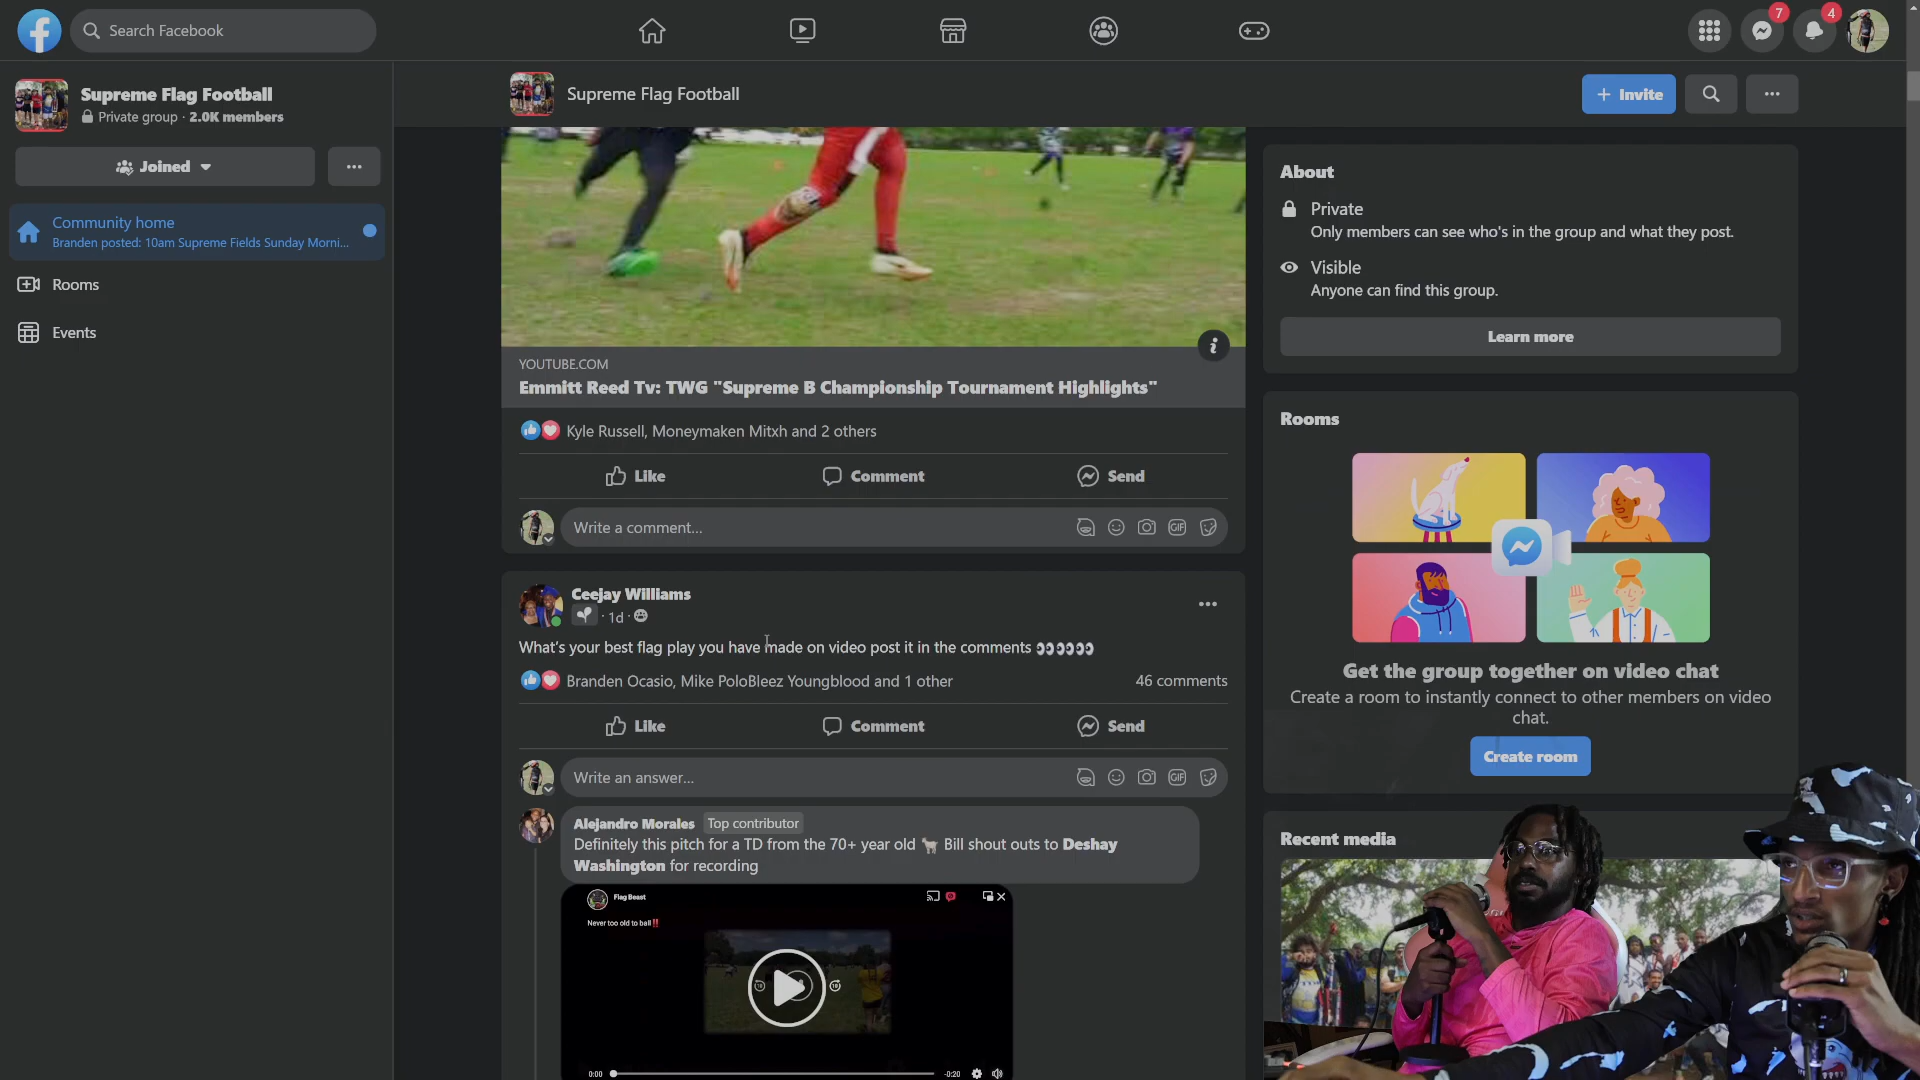 Search Facebook
7
4
Supreme Flag Football
Private group · 2.0K members
Joined
Community home
Branden posted: 10am Supreme Fields Sunday Morni...
Rooms
Events
Supreme Flag Football
+ Invite
YOUTUBE.COM
Emmitt Reed Tv: TWG "Supreme B Championship Tournament Highlights"
Kyle Russell, Moneymaken Mitxh and 2 others
Like Comment Send
Write a comment...
GIF
Ceejay Williams
· 1d ·
What's your best flag play you have made on video post it in the comments 👀👀👀
Branden Ocasio, Mike PoloBleez Youngblood and 1 other
46 comments
Like Comment Send
Write an answer...
GIF
Alejandro Morales Top contributor
Definitely this pitch for a TD from the 70+ year old 🐐 Bill shout outs to Deshay
Washington for recording
Flag Beast
Never too old to ball‼️
10 10
0:00 -0:20
About
Private
Only members can see who's in the group and what they post.
Visible
Anyone can find this group.
Learn more
Rooms
Get the group together on video chat
Create a room to instantly connect to other members on video
chat.
Create room
Recent media